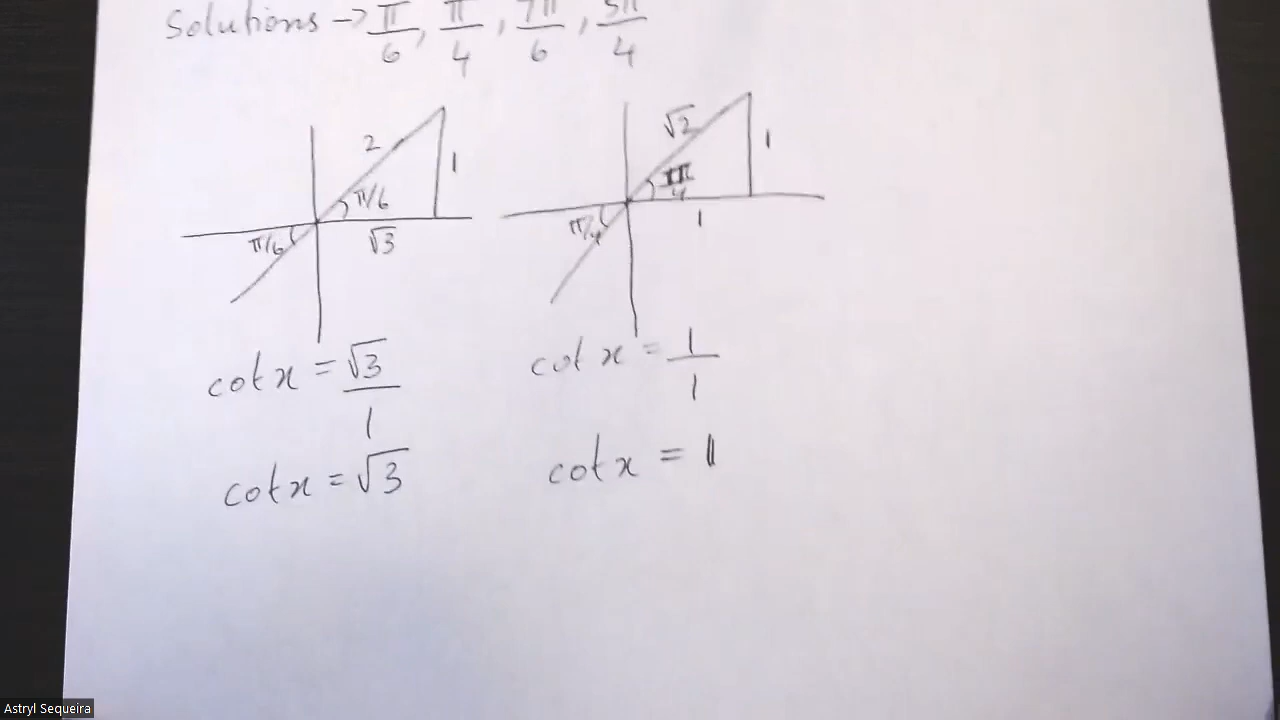 Solutions → π/6, π/4, 7π/6, 5π/4
2
1
π/6
π/6
√3
√2
1
π/4
π/4
1
cot x = √3/1
cot x = 1/1
cot x = √3
cot x = 1
Astryl Sequeira